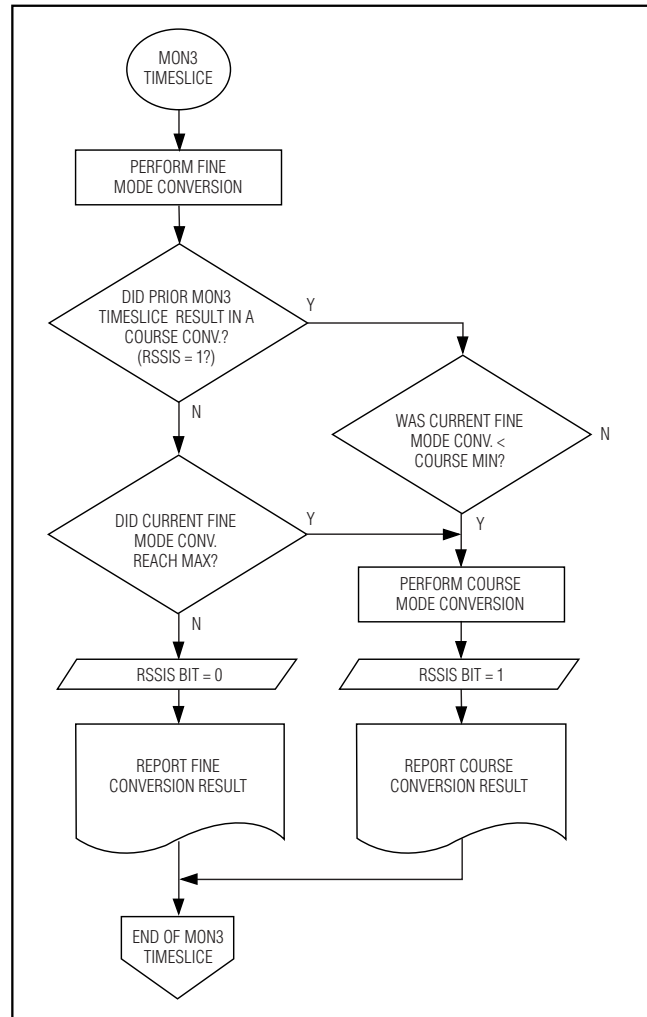 MON3
TIMESLICE
PERFORM FINE
MODE CONVERSION
DID PRIOR MON3
TIMESLICE RESULT IN A
COURSE CONV.?
(RSSIS = 1?)
Y
N
WAS CURRENT FINE
MODE CONV. <
COURSE MIN?
N
Y
DID CURRENT FINE
MODE CONV.
REACH MAX?
Y
N
PERFORM COURSE
MODE CONVERSION
RSSIS BIT = 0
RSSIS BIT = 1
REPORT FINE
CONVERSION RESULT
REPORT COURSE
CONVERSION RESULT
END OF MON3
TIMESLICE